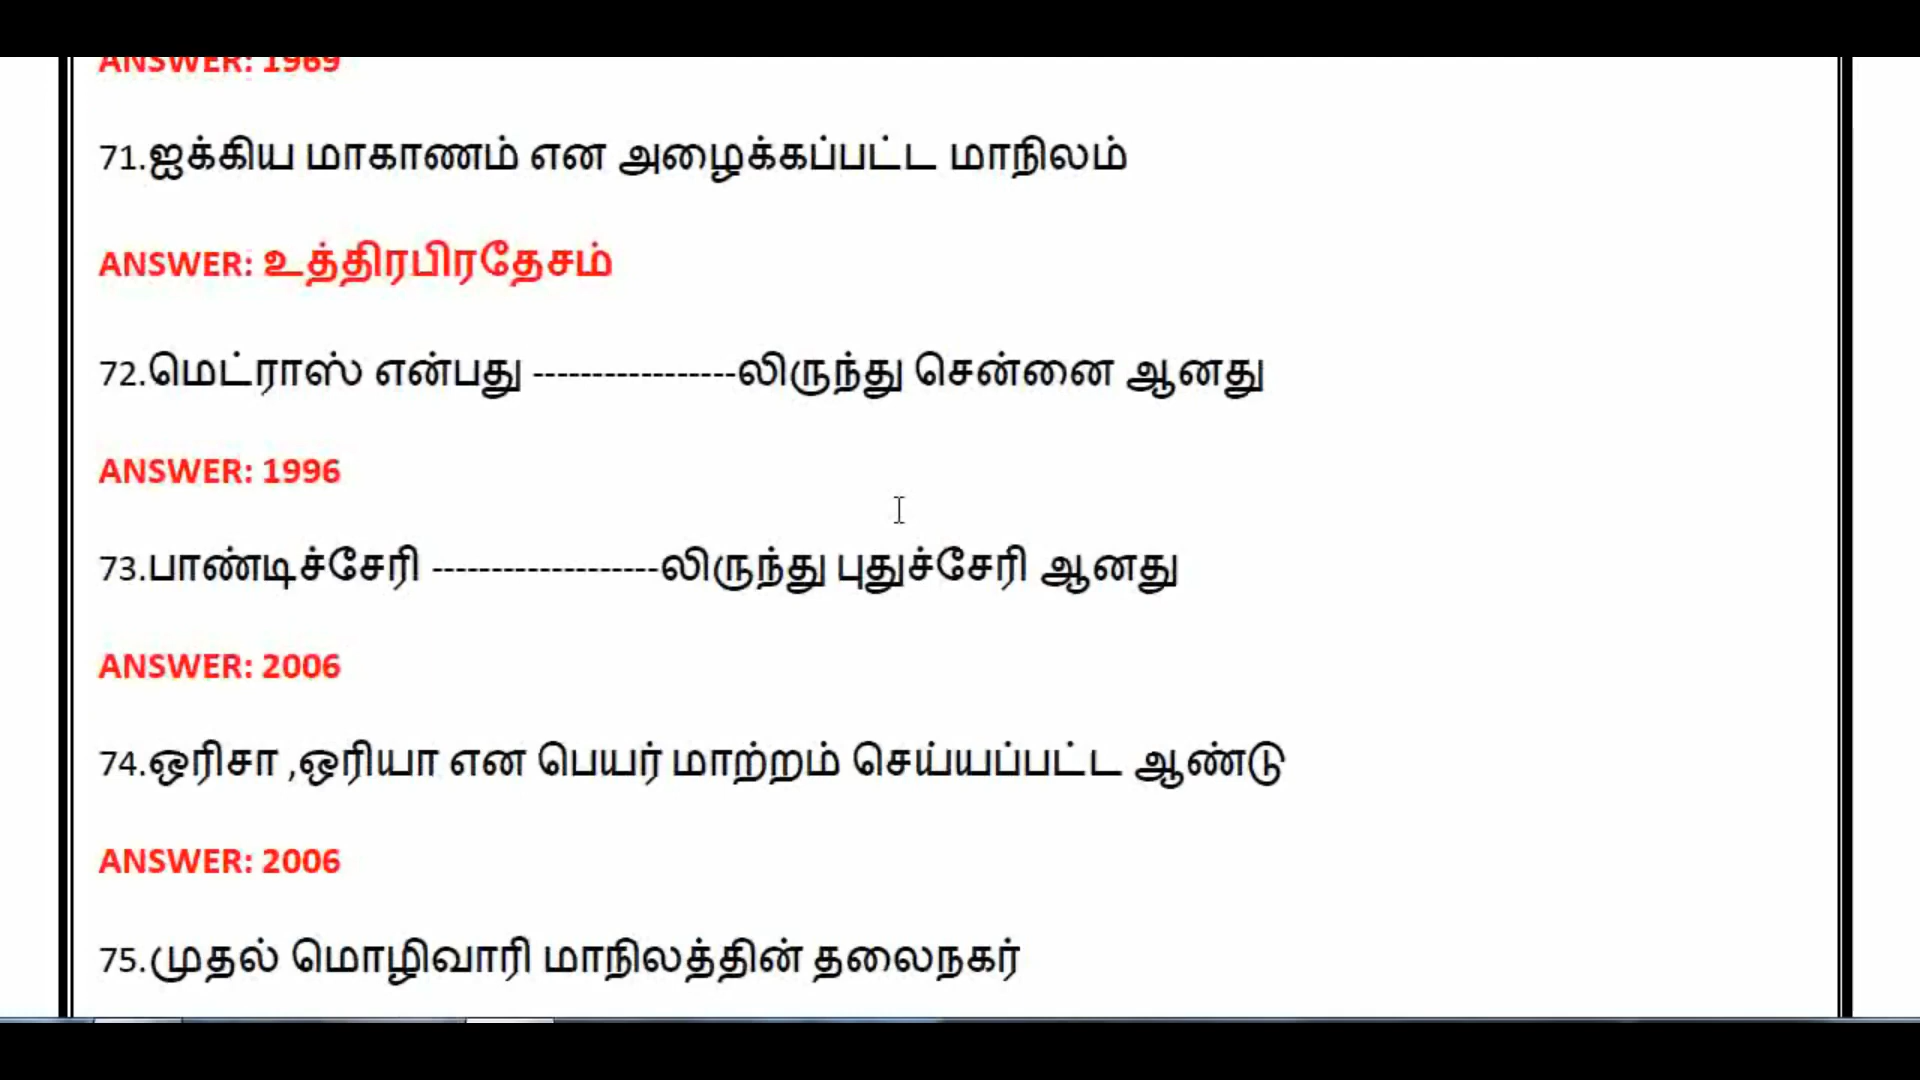 ANSWER: 1969
71.ஐக்கிய மாகாணம் என அழைக்கப்பட்ட மாநிலம்
ANSWER: உத்திரபிரதேசம்
72.மெட்ராஸ் என்பது -----------------லிருந்து சென்னை ஆனது
ANSWER: 1996
73.பாண்டிச்சேரி -------------------லிருந்து புதுச்சேரி ஆனது
ANSWER: 2006
74.ஒரிசா ,ஒரியா என பெயர் மாற்றம் செய்யப்பட்ட ஆண்டு
ANSWER: 2006
75.முதல் மொழிவாரி மாநிலத்தின் தலைநகர்